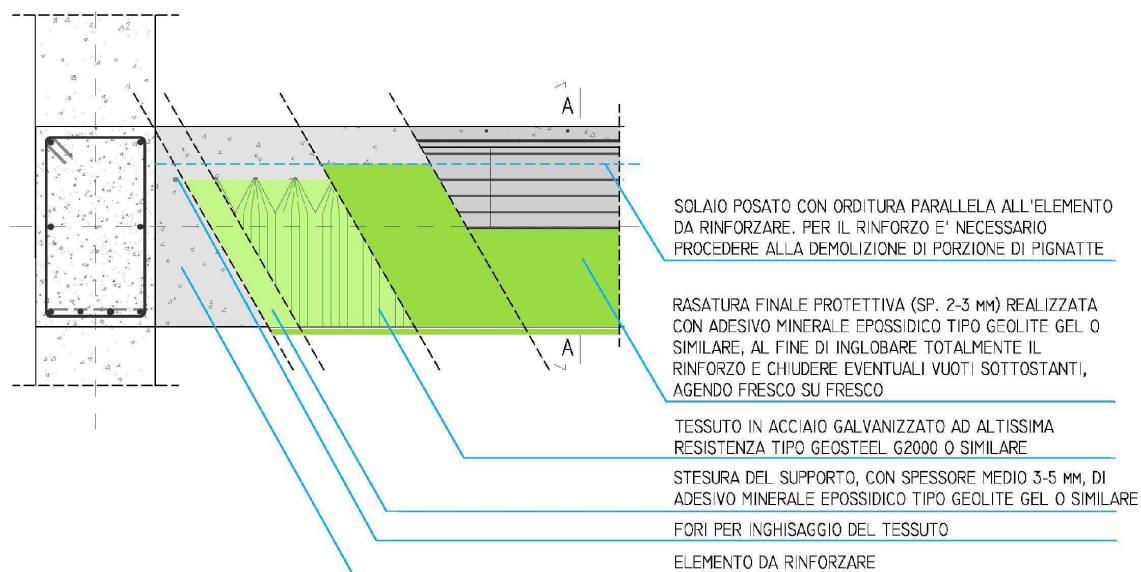 A
SOLAIO POSATO CON ORDITURA PARALLELA ALL'ELEMENTO
DA RINFORZARE. PER IL RINFORZO E' NECESSARIO
PROCEDERE ALLA DEMOLIZIONE DI PORZIONE DI PIGNATTE
RASATURA FINALE PROTETTIVA (SP. 2-3 MM) REALIZZATA
CON ADESIVO MINERALE EPOSSIDICO TIPO GEOLITE GEL O
SIMILARE, AL FINE DI INGLOBARE TOTALMENTE IL
RINFORZO E CHIUDERE EVENTUALI VUOTI SOTTOSTANTI,
AGENDO FRESCO SU FRESCO
A
TESSUTO IN ACCIAIO GALVANIZZATO AD ALTISSIMA
RESISTENZA TIPO GEOSTEEL G2000 O SIMILARE
STESURA DEL SUPPORTO, CON SPESSORE MEDIO 3-5 MM, DI
ADESIVO MINERALE EPOSSIDICO TIPO GEOLITE GEL O SIMILARE
FORI PER INGHISAGGIO DEL TESSUTO
ELEMENTO DA RINFORZARE